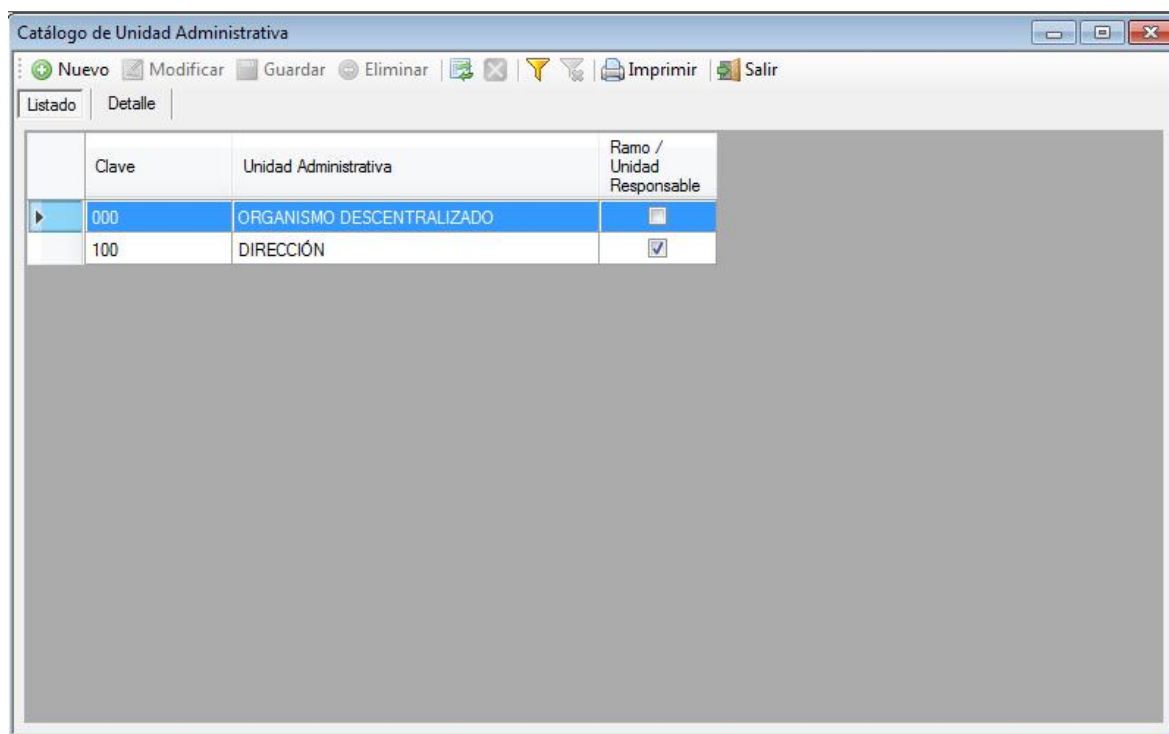 Catálogo de Unidad Administrativa
Nuevo Modificar Guardar Eliminar Imprimir Salir
Listado Detalle
Clave Unidad Administrativa Ramo /
Unidad
Responsable
000 ORGANISMO DESCENTRALIZADO
100 DIRECCIÓN